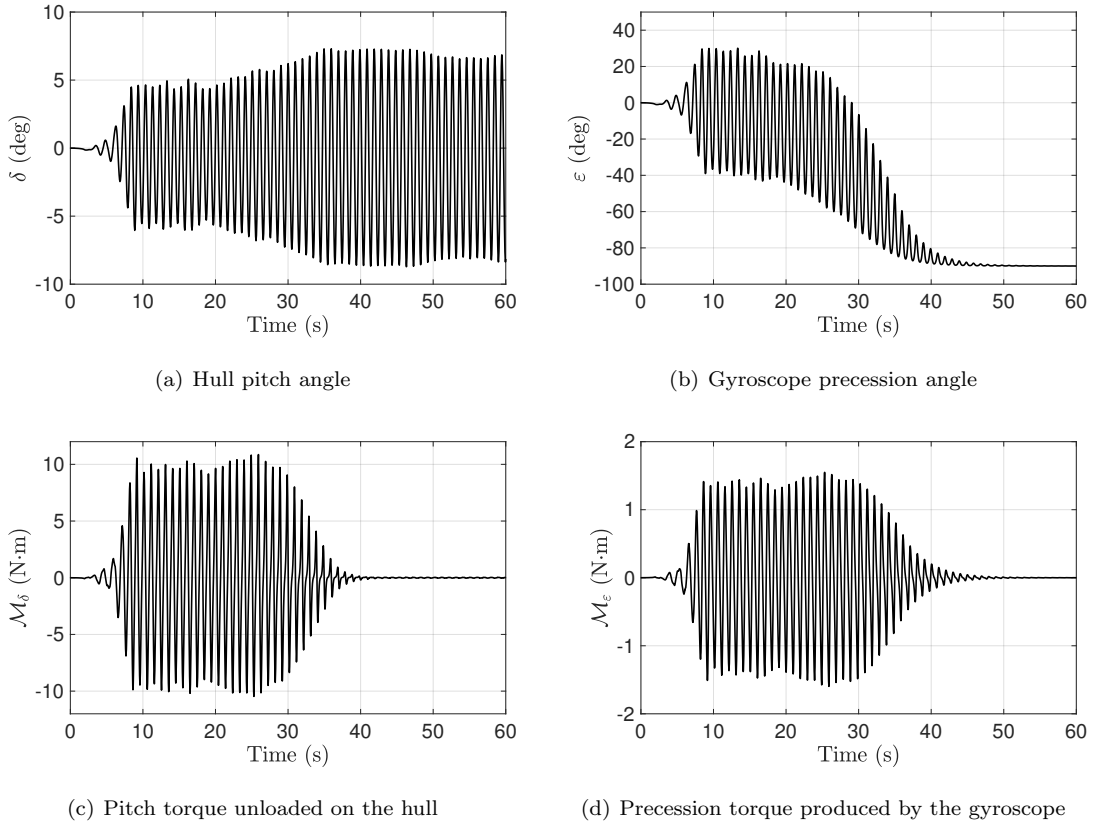 10
5
0
-5
-10
δ ((deg)
0 10 20 30 40 50 60
Time (s)
(a) Hull pitch angle
40
20
0
-20
-40
-60
-80
-100
ε ((deg)
0 10 20 30 40 50 60
Time (s)
(b) Gyroscope precession angle
10
5
0
-5
-10
ℳδ (N·m)
0 10 20 30 40 50 60
Time (s)
(c) Pitch torque unloaded on the hull
2
1
0
-1
-2
ℳε (N·m)
0 10 20 30 40 50 60
Time (s)
(d) Precession torque produced by the gyroscope